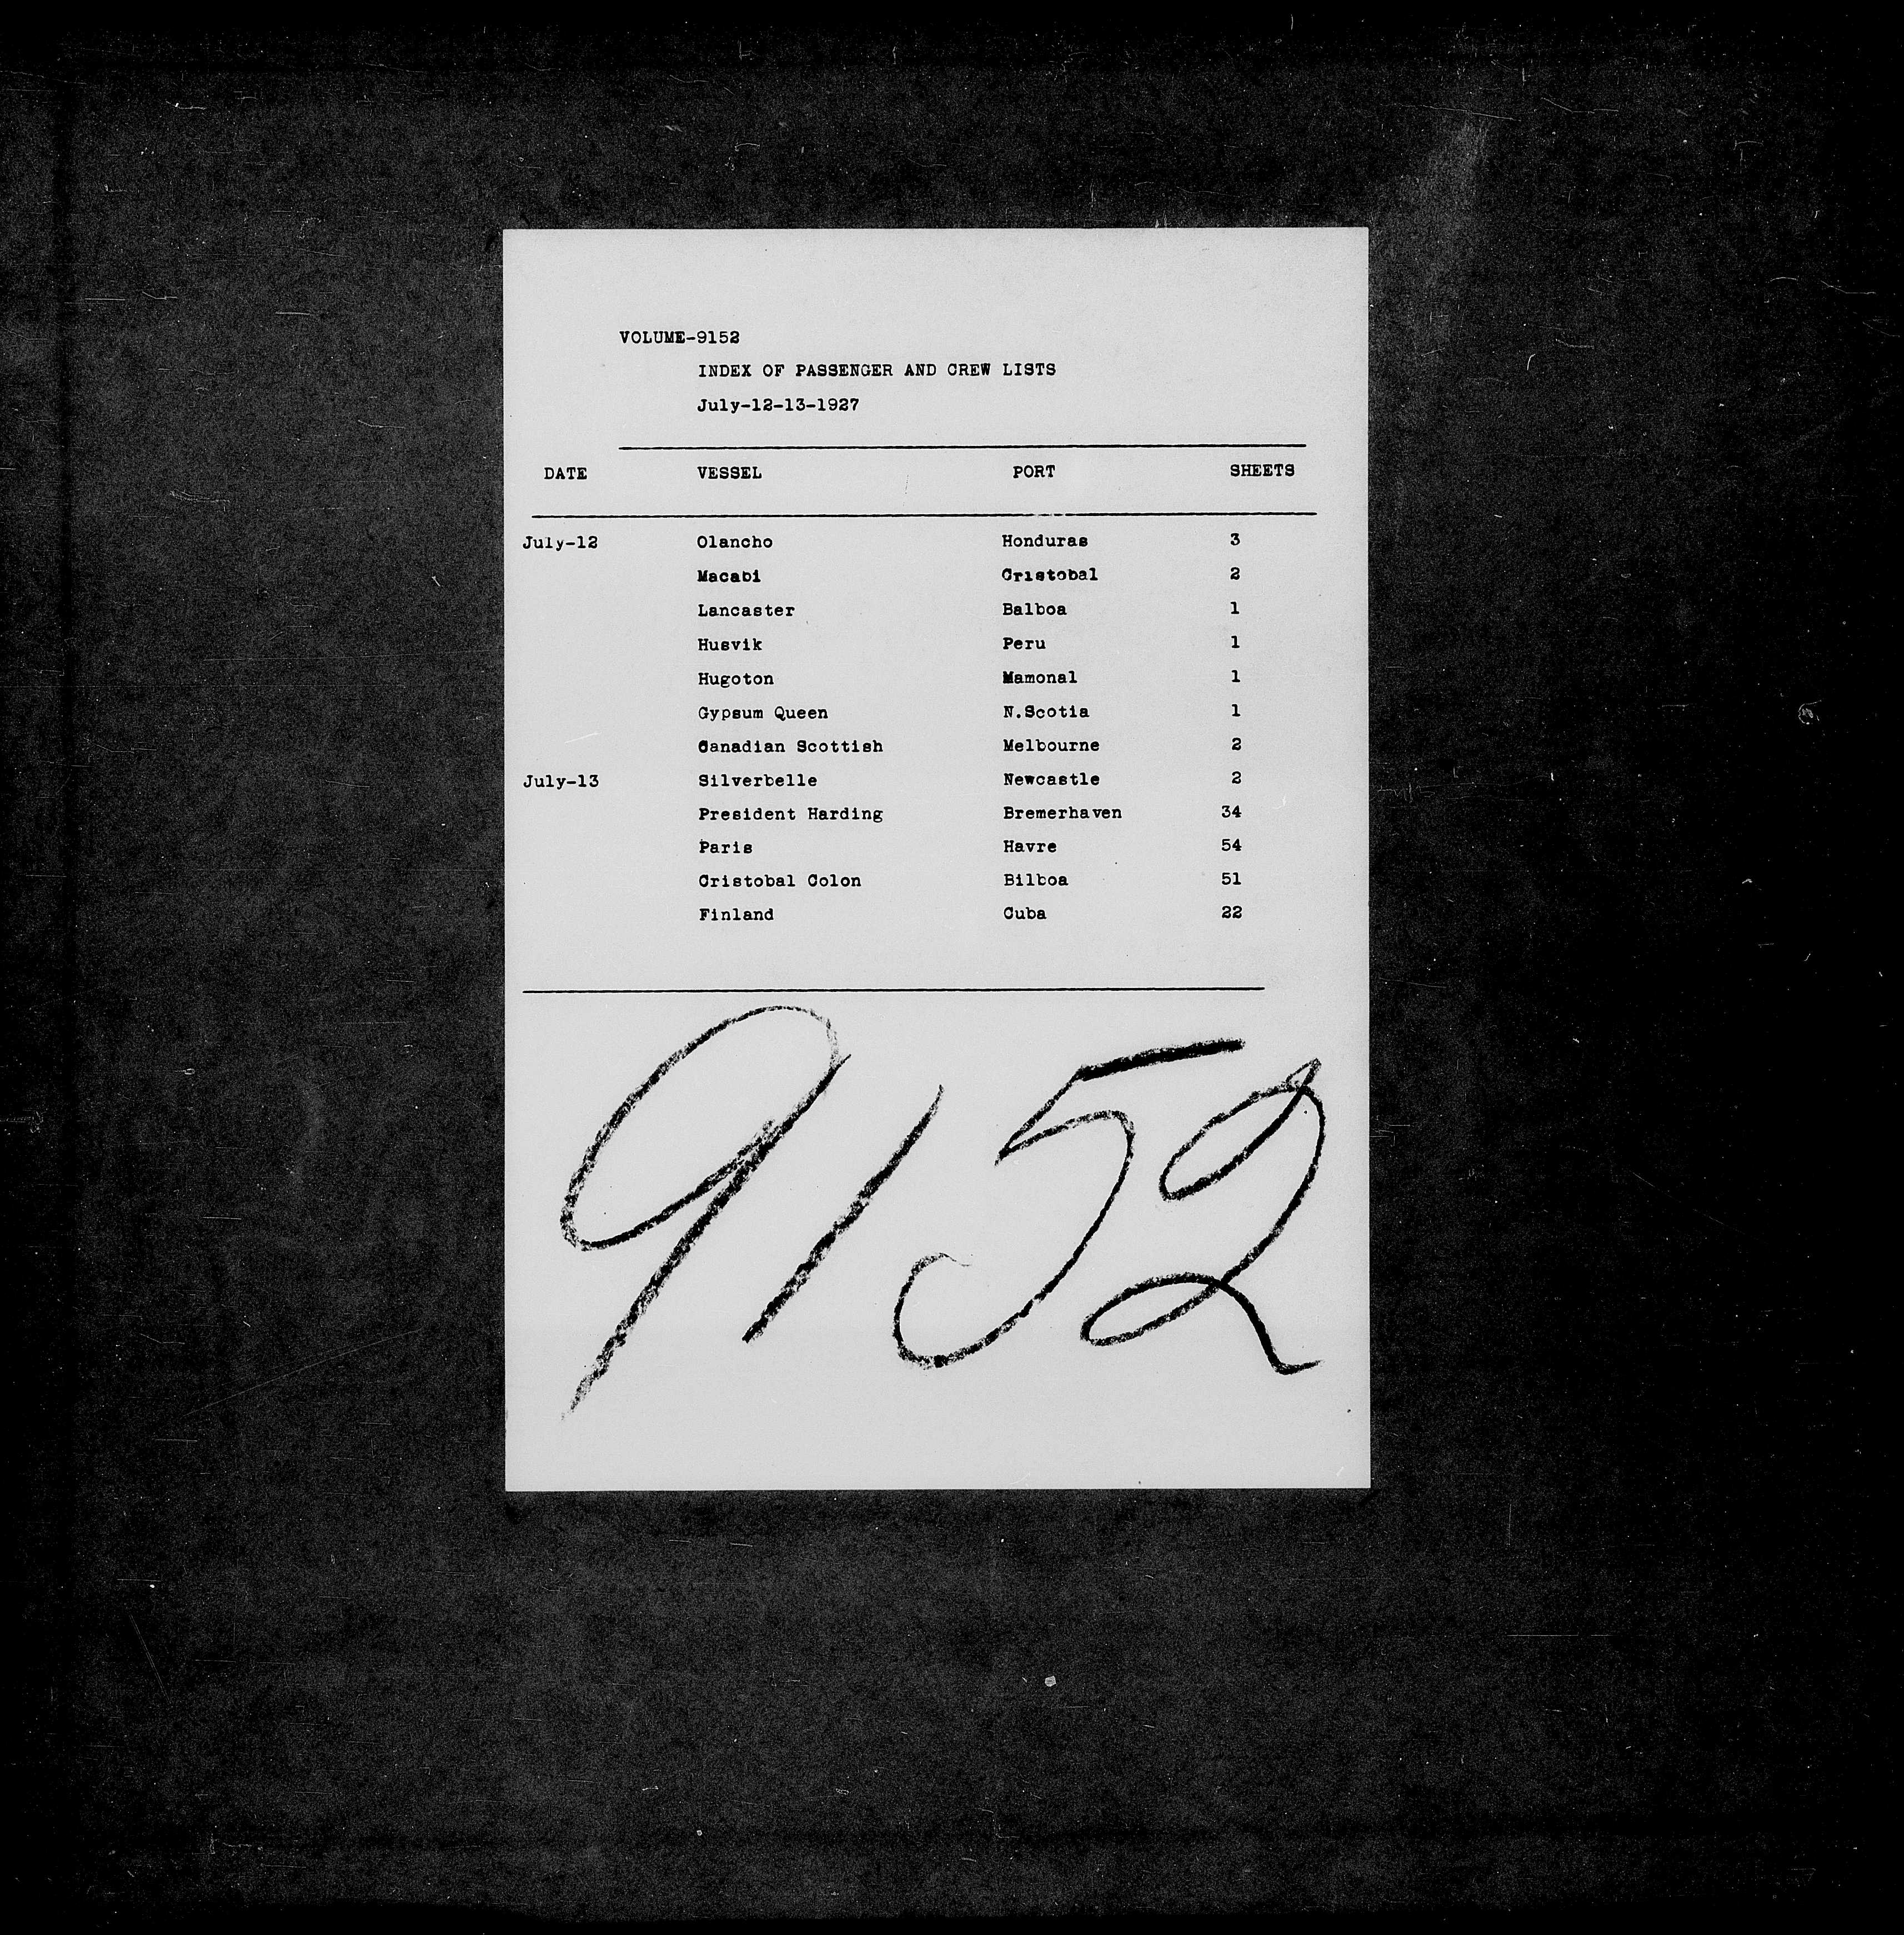 VOLUME-9152
INDEX OF PASSENGER AND CREW LISTS
July-12-13-1927
DATE VESSEL PORT SHEETS
July-12 Olancho Honduras 3
Macabi Cristobal 2
Lancaster Balboa 1
Husvik Peru 1
Hugoton Mamonal 1
Gypsum Queen N.Scotia 1
Canadian Scottish Melbourne 2
July-13 Silverbelle Newcastle 2
President Harding Bremerhaven 34
Paris Havre 54
Cristobal Colon Bilboa 51
Finland Cuba 22
9152